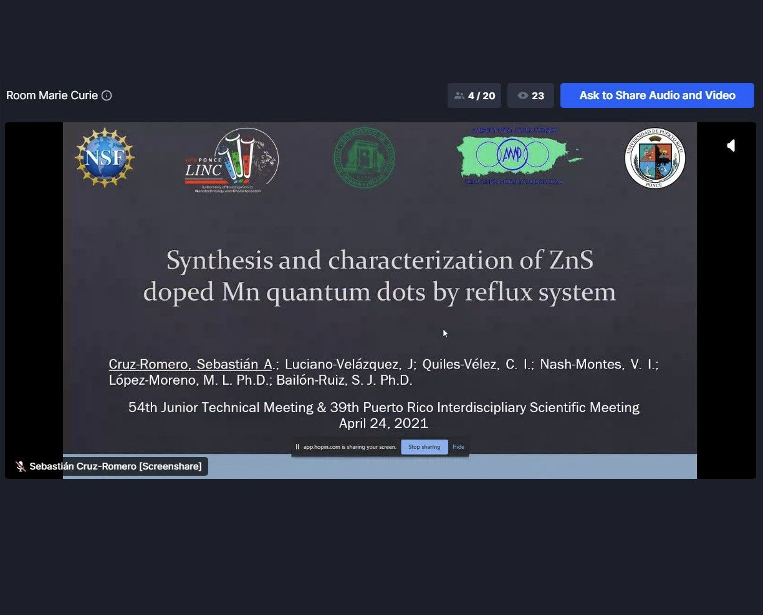 Room Marie Curie
4 / 20
23
Ask to Share Audio and Video
NSF
PONCE
LINC
AMP
Synthesis and characterization of ZnS
doped Mn quantum dots by reflux system
Cruz-Romero, Sebastián A.; Luciano-Velázquez, J; Quiles-Vélez, C. I.; Nash-Montes, V. I.;
López-Moreno, M. L. Ph.D.; Bailón-Ruiz, S. J. Ph.D.
54th Junior Technical Meeting & 39th Puerto Rico Interdiscipliary Scientific Meeting
April 24, 2021
app.hopin.com is sharing your screen.
Stop sharing
Hide
Sebastián Cruz-Romero [Screenshare]